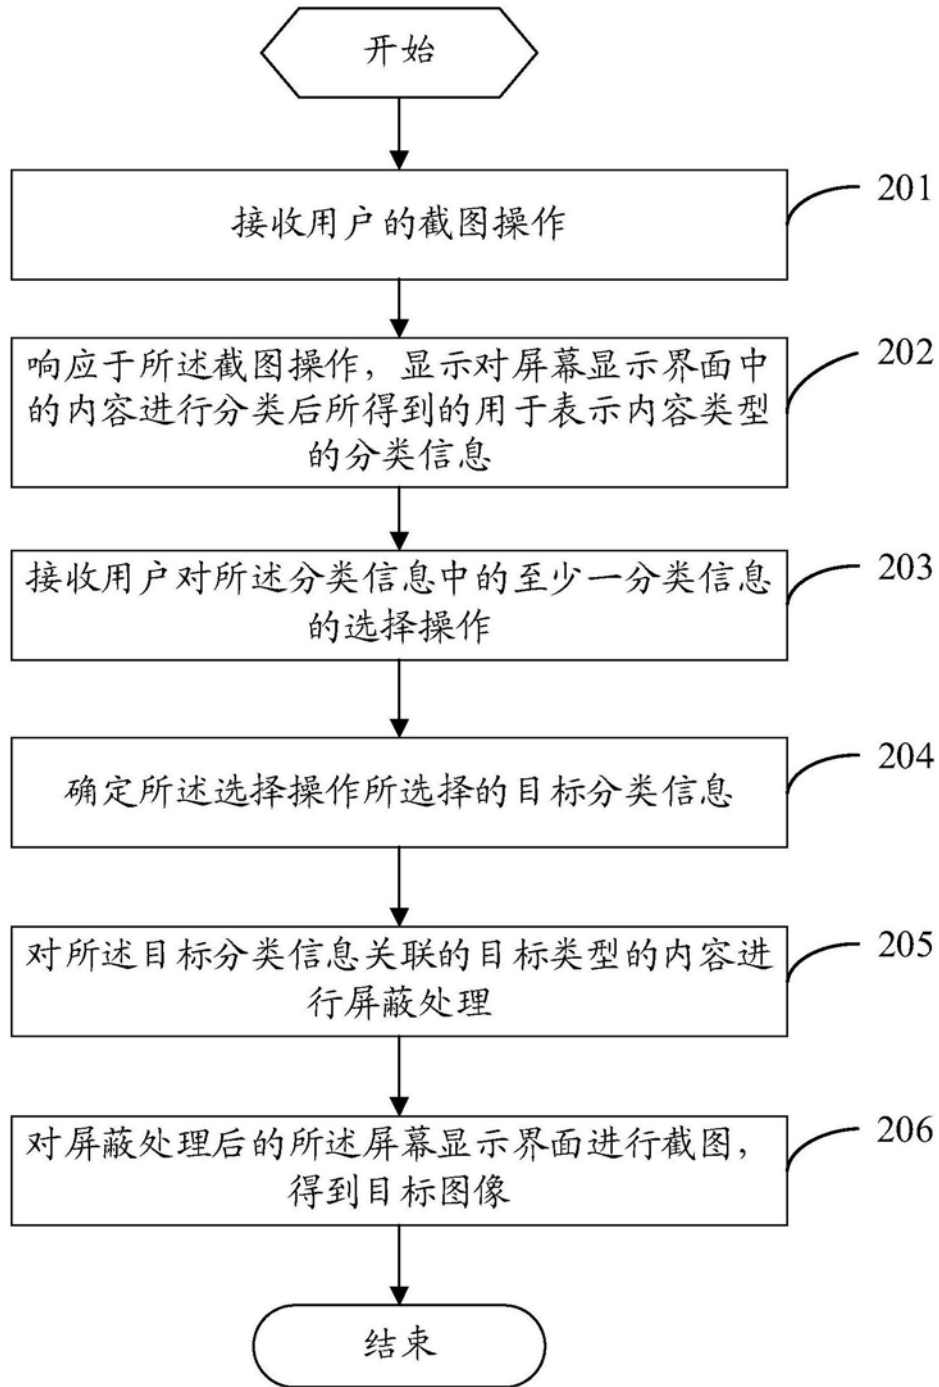 开始
接收用户的截图操作
201
响应于所述截图操作，显示对屏幕显示界面中
的内容进行分类后所得到的用于表示内容类型
的分类信息
202
接收用户对所述分类信息中的至少一分类信息
的选择操作
203
确定所述选择操作所选择的目标分类信息
204
对所述目标分类信息关联的目标类型的内容进
行屏蔽处理
205
对屏蔽处理后的所述屏幕显示界面进行截图，
得到目标图像
206
结束